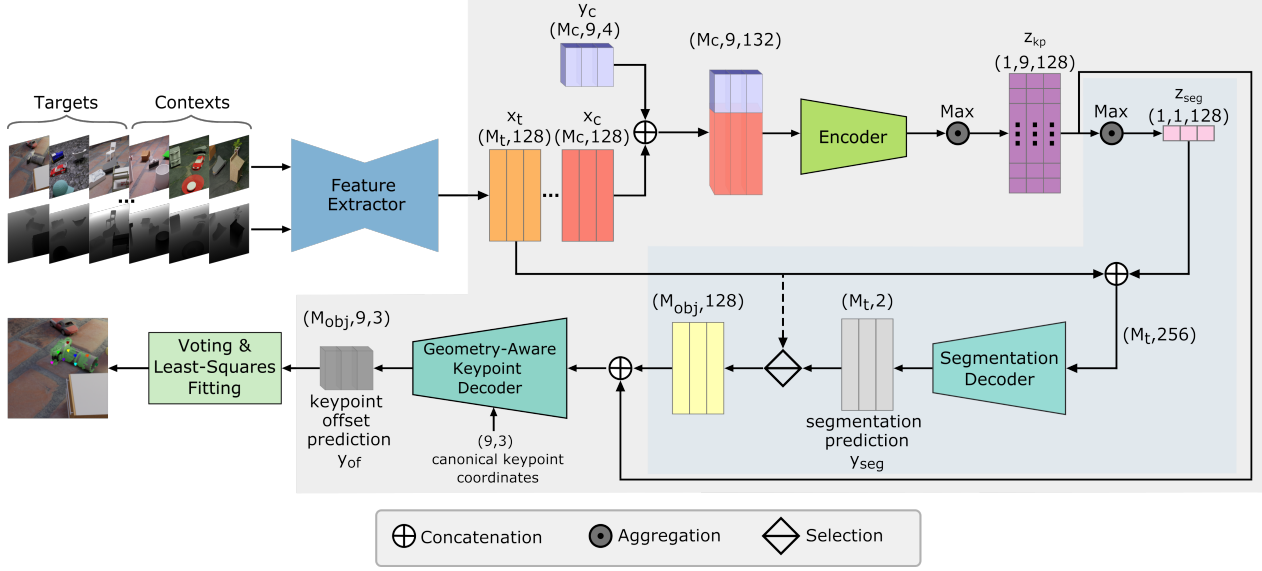 y_c
(Mc,9,4)
(Mc,9,132)
z_kp
(1,9,128)
Targets
Contexts
x_t
(M_t,128)
x_c
(Mc,128)
Encoder
Max
Max
z_seg
(1,1,128)
...
Feature
Extractor
...
(M_obj,9,3)
(M_obj,128)
(M_t,2)
(M_t,256)
Voting &
Least-Squares
Fitting
Geometry-Aware
Keypoint
Decoder
Segmentation
Decoder
keypoint
offset
prediction
y_of
(9,3)
canonical keypoint
coordinates
segmentation
prediction
y_seg
Concatenation
Aggregation
Selection